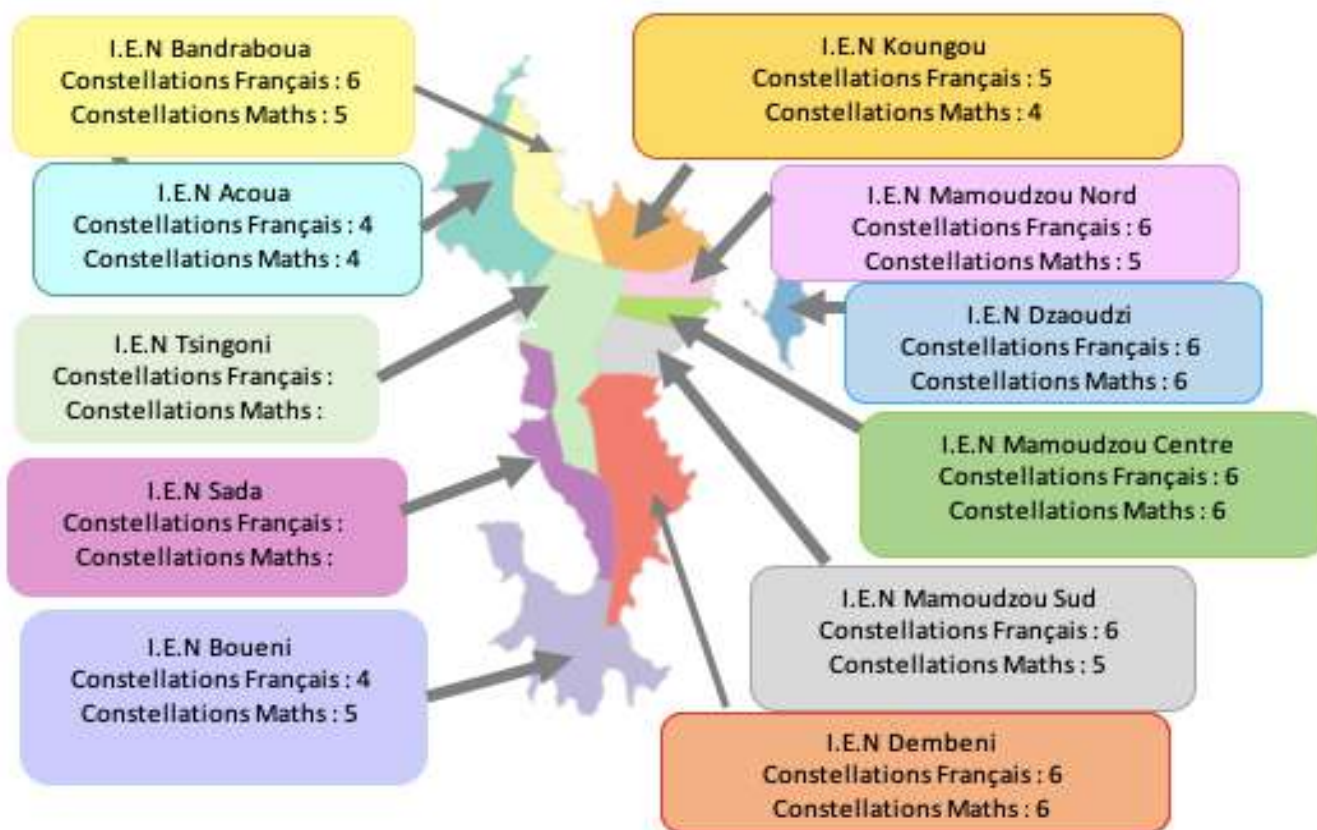 I.E.N Bandraboua
Constellations Français : 6
Constellations Maths : 5
I.E.N Koungou
Constellations Français : 5
Constellations Maths : 4
I.E.N Acoua
Constellations Français : 4
Constellations Maths : 4
I.E.N Mamoudzou Nord
Constellations Français : 6
Constellations Maths : 5
I.E.N Tsingoni
Constellations Français :
Constellations Maths :
I.E.N Dzaoudzi
Constellations Français : 6
Constellations Maths : 6
I.E.N Mamoudzou Centre
Constellations Français : 6
Constellations Maths : 6
I.E.N Sada
Constellations Français :
Constellations Maths :
I.E.N Mamoudzou Sud
Constellations Français : 6
Constellations Maths : 5
I.E.N Boueni
Constellations Français : 4
Constellations Maths : 5
I.E.N Dembeni
Constellations Français : 6
Constellations Maths : 6